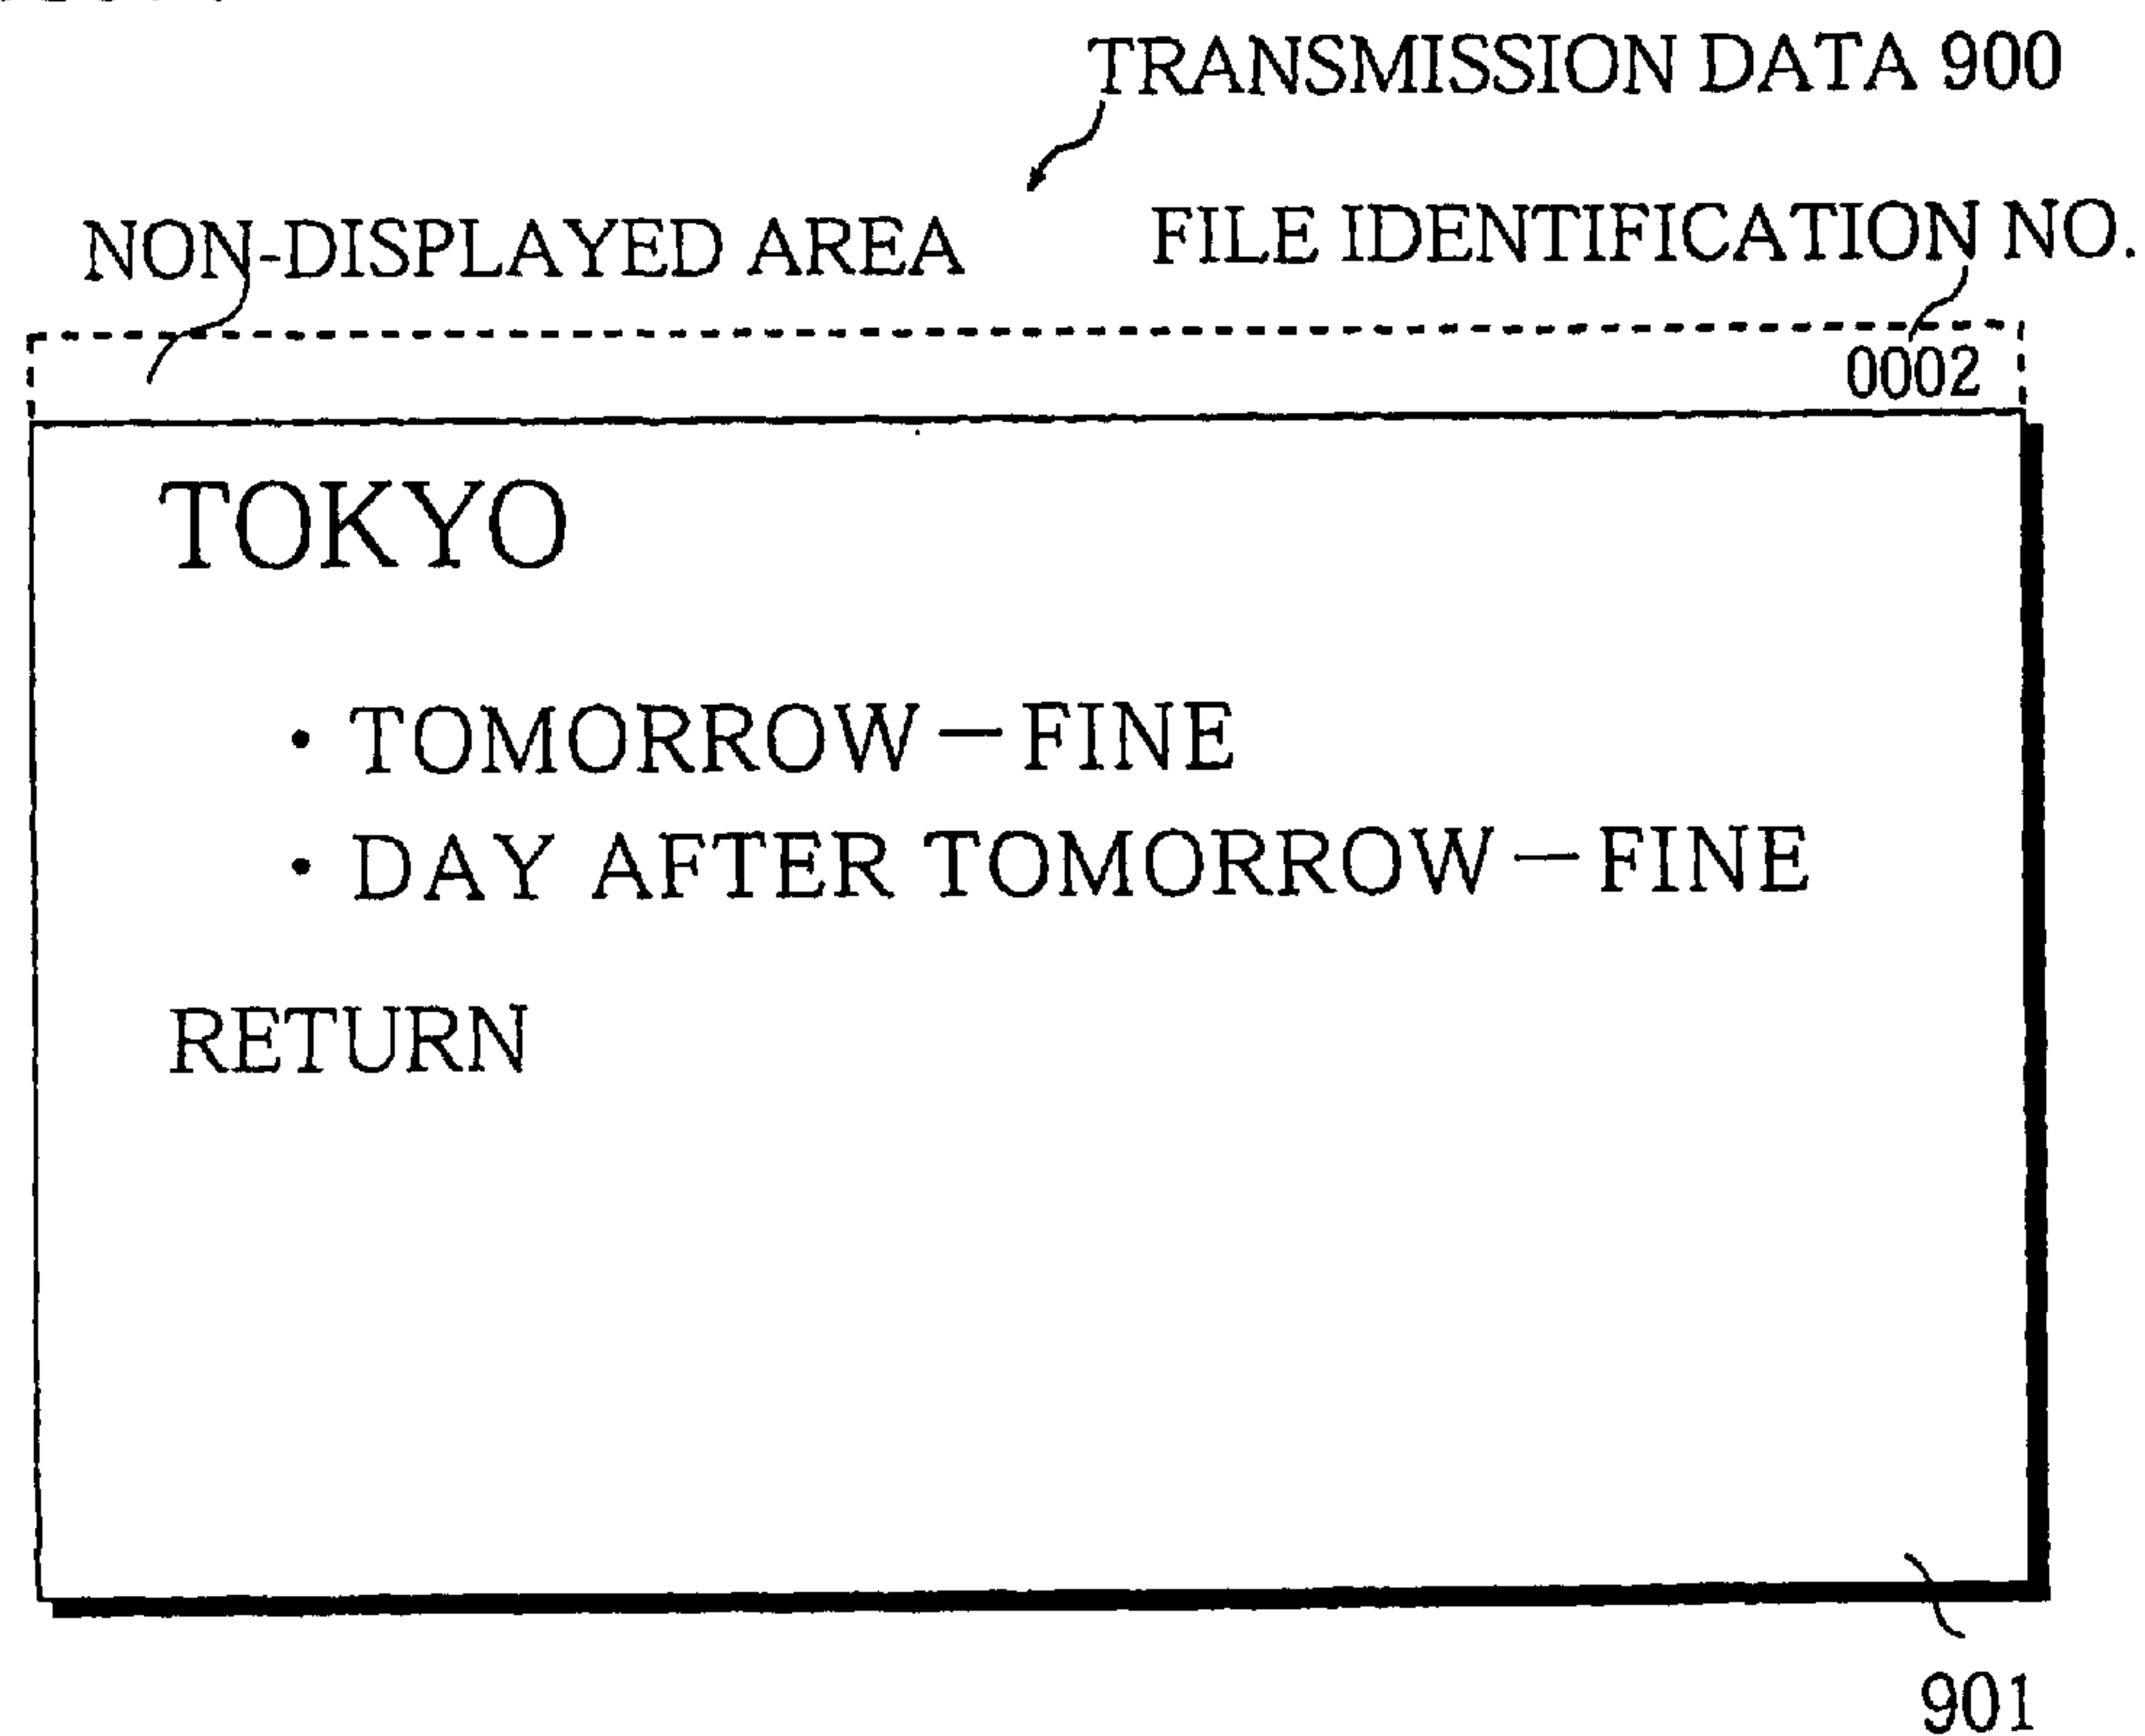 TRANSMISSION DATA 900
NON-DISPLAYED AREA
FILE IDENTIFICATION NO.
0002
TOKYO
・TOMORROW—FINE
・DAY AFTER TOMORROW—FINE
RETURN
901